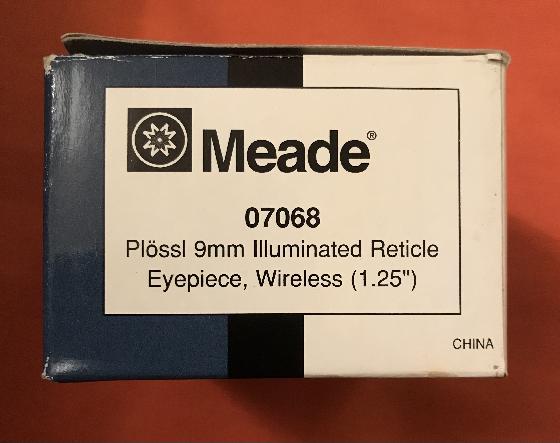 Meade®
07068
Plössl 9mm Illuminated Reticle
Eyepiece, Wireless (1.25")
CHINA